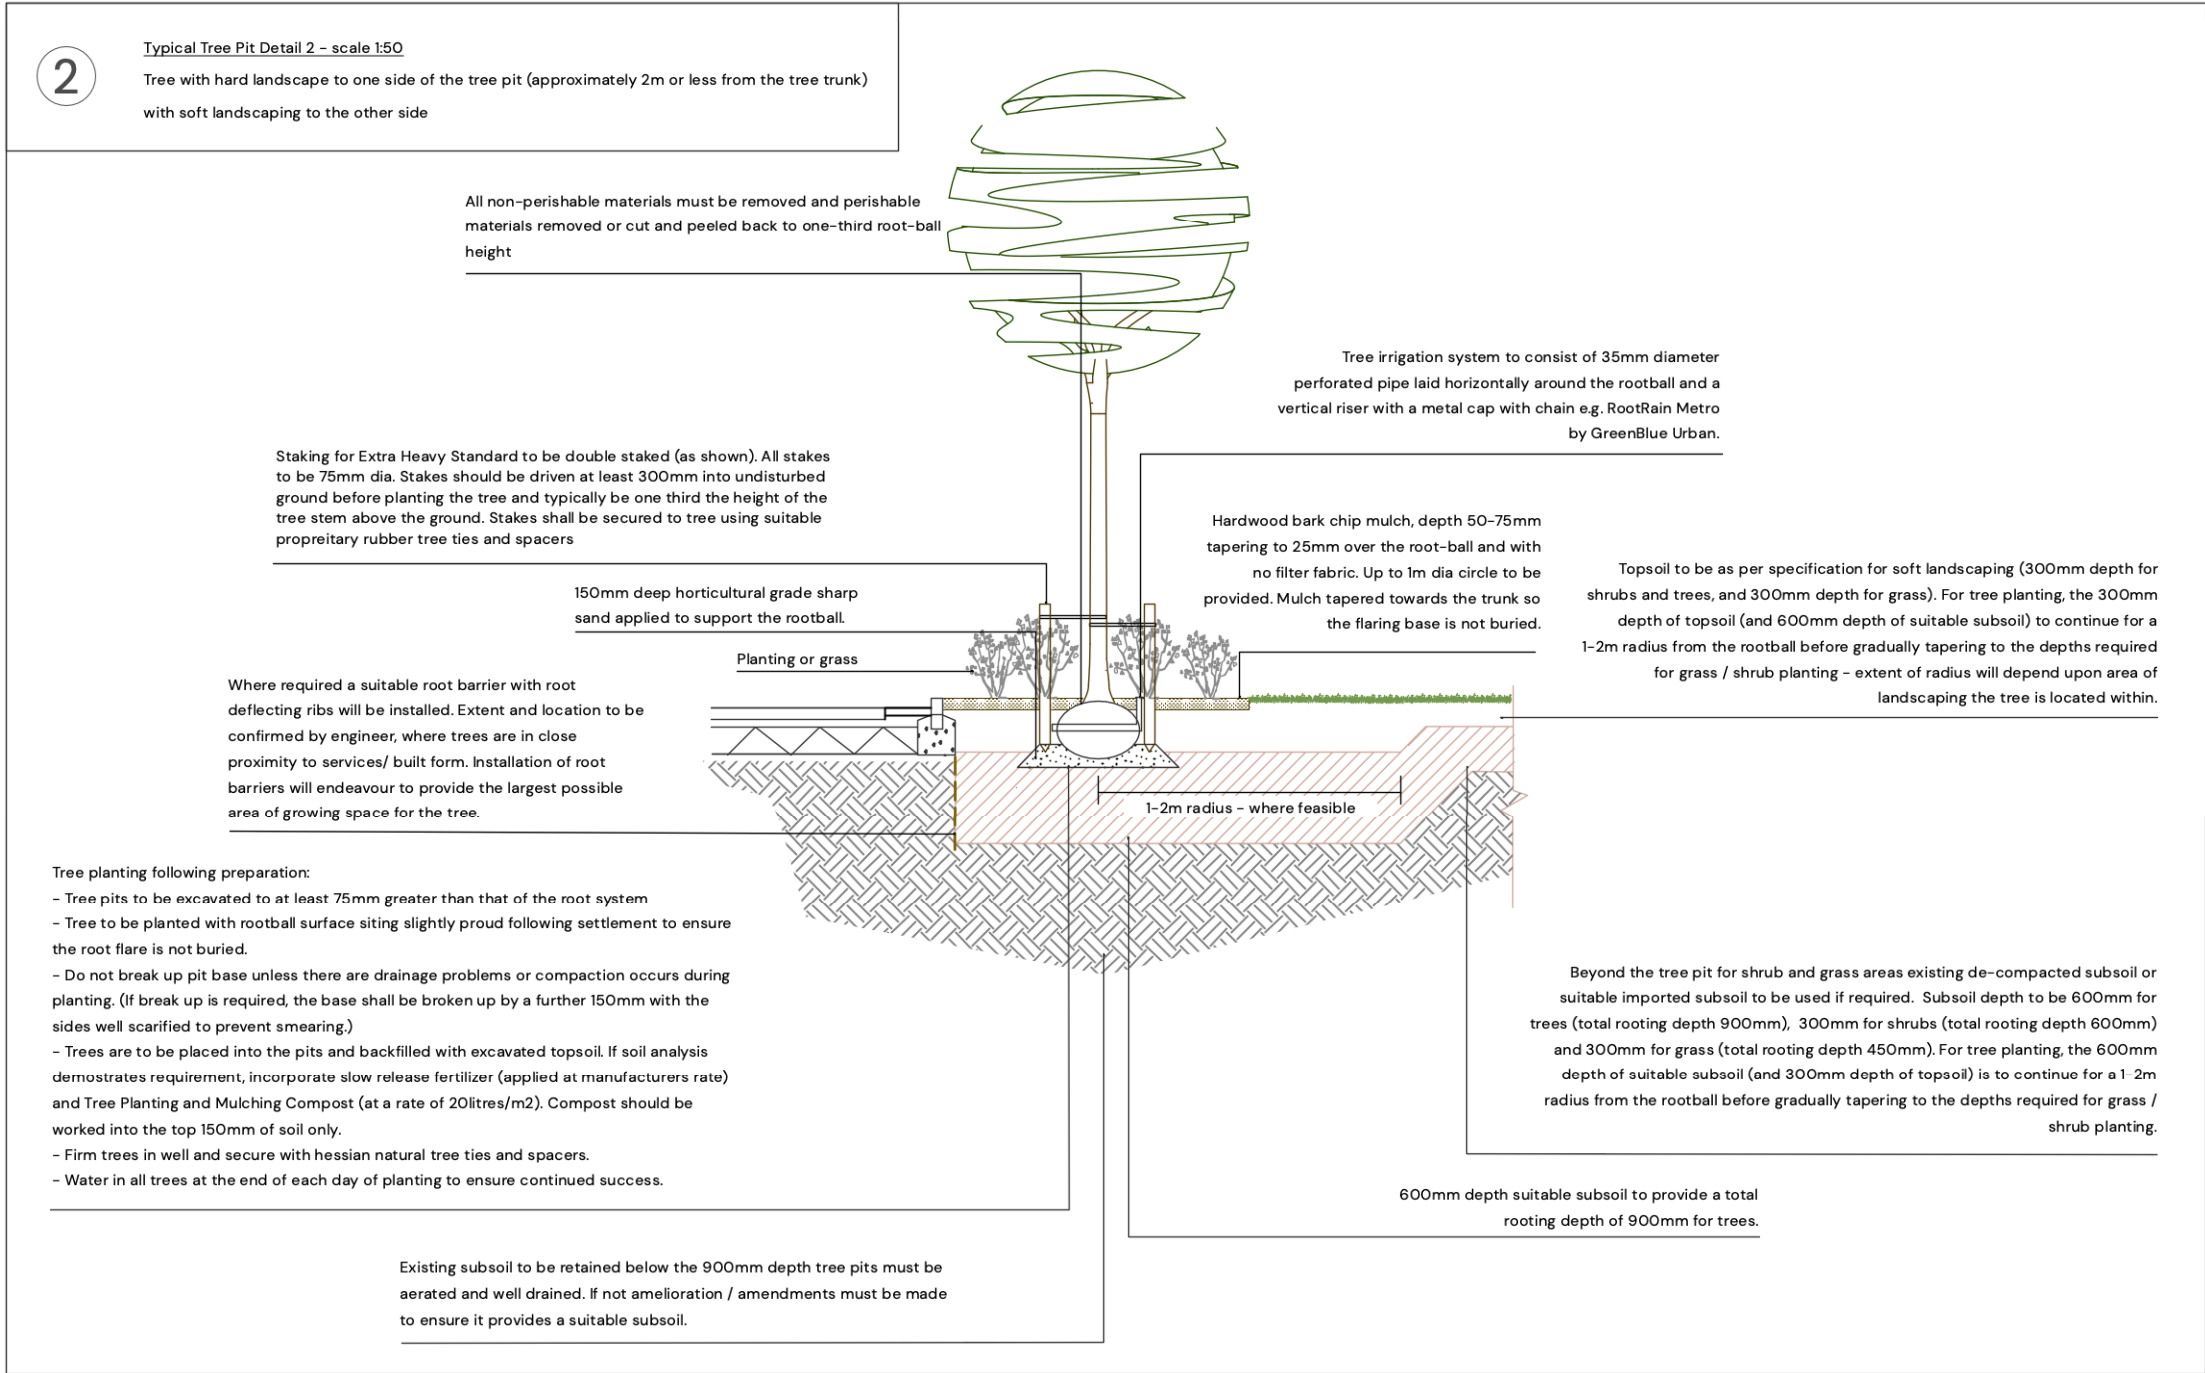 2
Typical Tree Pit Detail 2 - scale 1:50
Tree with hard landscape to one side of the tree pit (approximately 2m or less from the tree trunk)
with soft landscaping to the other side
All non-perishable materials must be removed and perishable
materials removed or cut and peeled back to one-third root-ball
height
Tree irrigation system to consist of 35mm diameter
perforated pipe laid horizontally around the rootball and a
vertical riser with a metal cap with chain e.g. RootRain Metro
by GreenBlue Urban.
Staking for Extra Heavy Standard to be double staked (as shown). All stakes
to be 75mm dia. Stakes should be driven at least 300mm into undisturbed
ground before planting the tree and typically be one third the height of the
tree stem above the ground. Stakes shall be secured to tree using suitable
propreitary rubber tree ties and spacers
Hardwood bark chip mulch, depth 50-75mm
tapering to 25mm over the root-ball and with
no filter fabric. Up to 1m dia circle to be
provided. Mulch tapered towards the trunk so
the flaring base is not buried.
Topsoil to be as per specification for soft landscaping (300mm depth for
shrubs and trees, and 300mm depth for grass). For tree planting, the 300mm
depth of topsoil (and 600mm depth of suitable subsoil) to continue for a
1-2m radius from the rootball before gradually tapering to the depths required
for grass / shrub planting - extent of radius will depend upon area of
landscaping the tree is located within.
150mm deep horticultural grade sharp
sand applied to support the rootball.
Planting or grass
Where required a suitable root barrier with root
deflecting ribs will be installed. Extent and location to be
confirmed by engineer, where trees are in close
proximity to services/ built form. Installation of root
barriers will endeavour to provide the largest possible
area of growing space for the tree.
1-2m radius - where feasible
Tree planting following preparation:
- Tree pits to be excavated to at least 75mm greater than that of the root system
- Tree to be planted with rootball surface siting slightly proud following settlement to ensure
the root flare is not buried.
- Do not break up pit base unless there are drainage problems or compaction occurs during
planting. (If break up is required, the base shall be broken up by a further 150mm with the
sides well scarified to prevent smearing.)
- Trees are to be placed into the pits and backfilled with excavated topsoil. If soil analysis
demostrates requirement, incorporate slow release fertilizer (applied at manufacturers rate)
and Tree Planting and Mulching Compost (at a rate of 20litres/m2). Compost should be
worked into the top 150mm of soil only.
- Firm trees in well and secure with hessian natural tree ties and spacers.
- Water in all trees at the end of each day of planting to ensure continued success.
Beyond the tree pit for shrub and grass areas existing de-compacted subsoil or
suitable imported subsoil to be used if required. Subsoil depth to be 600mm for
trees (total rooting depth 900mm), 300mm for shrubs (total rooting depth 600mm)
and 300mm for grass (total rooting depth 450mm). For tree planting, the 600mm
depth of suitable subsoil (and 300mm depth of topsoil) is to continue for a 1-2m
radius from the rootball before gradually tapering to the depths required for grass /
shrub planting.
600mm depth suitable subsoil to provide a total
rooting depth of 900mm for trees.
Existing subsoil to be retained below the 900mm depth tree pits must be
aerated and well drained. If not amelioration / amendments must be made
to ensure it provides a suitable subsoil.